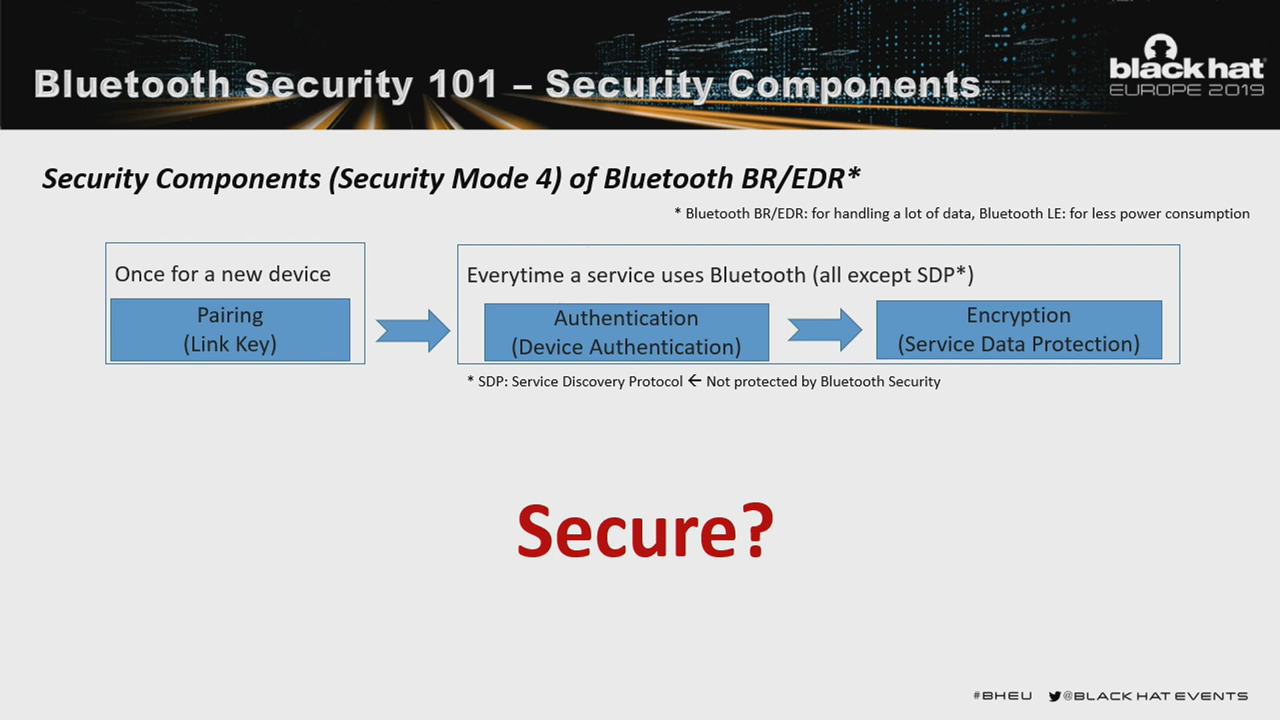 Bluetooth Security 101 – Security Components
black hat
EUROPE 2019
Security Components (Security Mode 4) of Bluetooth BR/EDR*
* Bluetooth BR/EDR: for handling a lot of data, Bluetooth LE: for less power consumption
Once for a new device
Pairing
(Link Key)
Everytime a service uses Bluetooth (all except SDP*)
Authentication
(Device Authentication)
Encryption
(Service Data Protection)
* SDP: Service Discovery Protocol ← Not protected by Bluetooth Security
Secure?
#BHEU @BLACK HAT EVENTS